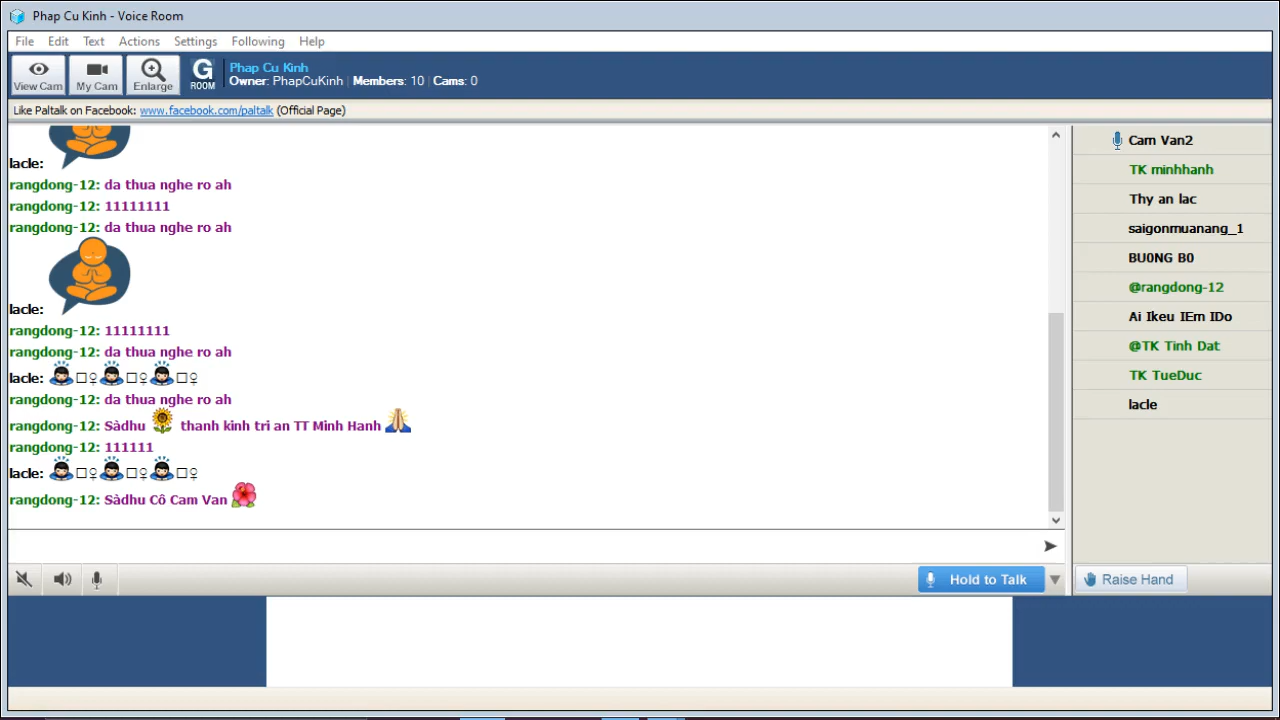 Phap Cu Kinh - Voice Room
File Edit Text Actions Settings Following Help
View Cam My Cam Enlarge G ROOM
Phap Cu Kinh
Owner: PhapCuKinh Members: 10 Cams: 0
Like Paltalk on Facebook: www.facebook.com/paltalk (Official Page)
lacle:
rangdong-12: da thua nghe ro ah
rangdong-12: 11111111
rangdong-12: da thua nghe ro ah
lacle:
rangdong-12: 11111111
rangdong-12: da thua nghe ro ah
lacle: □♀ □♀ □♀
rangdong-12: da thua nghe ro ah
rangdong-12: Sàdhu 🌻 thanh kinh tri an TT Minh Hanh 🙏
rangdong-12: 111111
lacle: □♀ □♀ □♀
rangdong-12: Sàdhu Cô Cam Van 🌺
Cam Van2
TK minhhanh
Thy an lac
saigonmuanang_1
BU0NG B0
@rangdong-12
Ai Ikeu IEm IDo
@TK Tinh Dat
TK TueDuc
lacle
Hold to Talk
Raise Hand